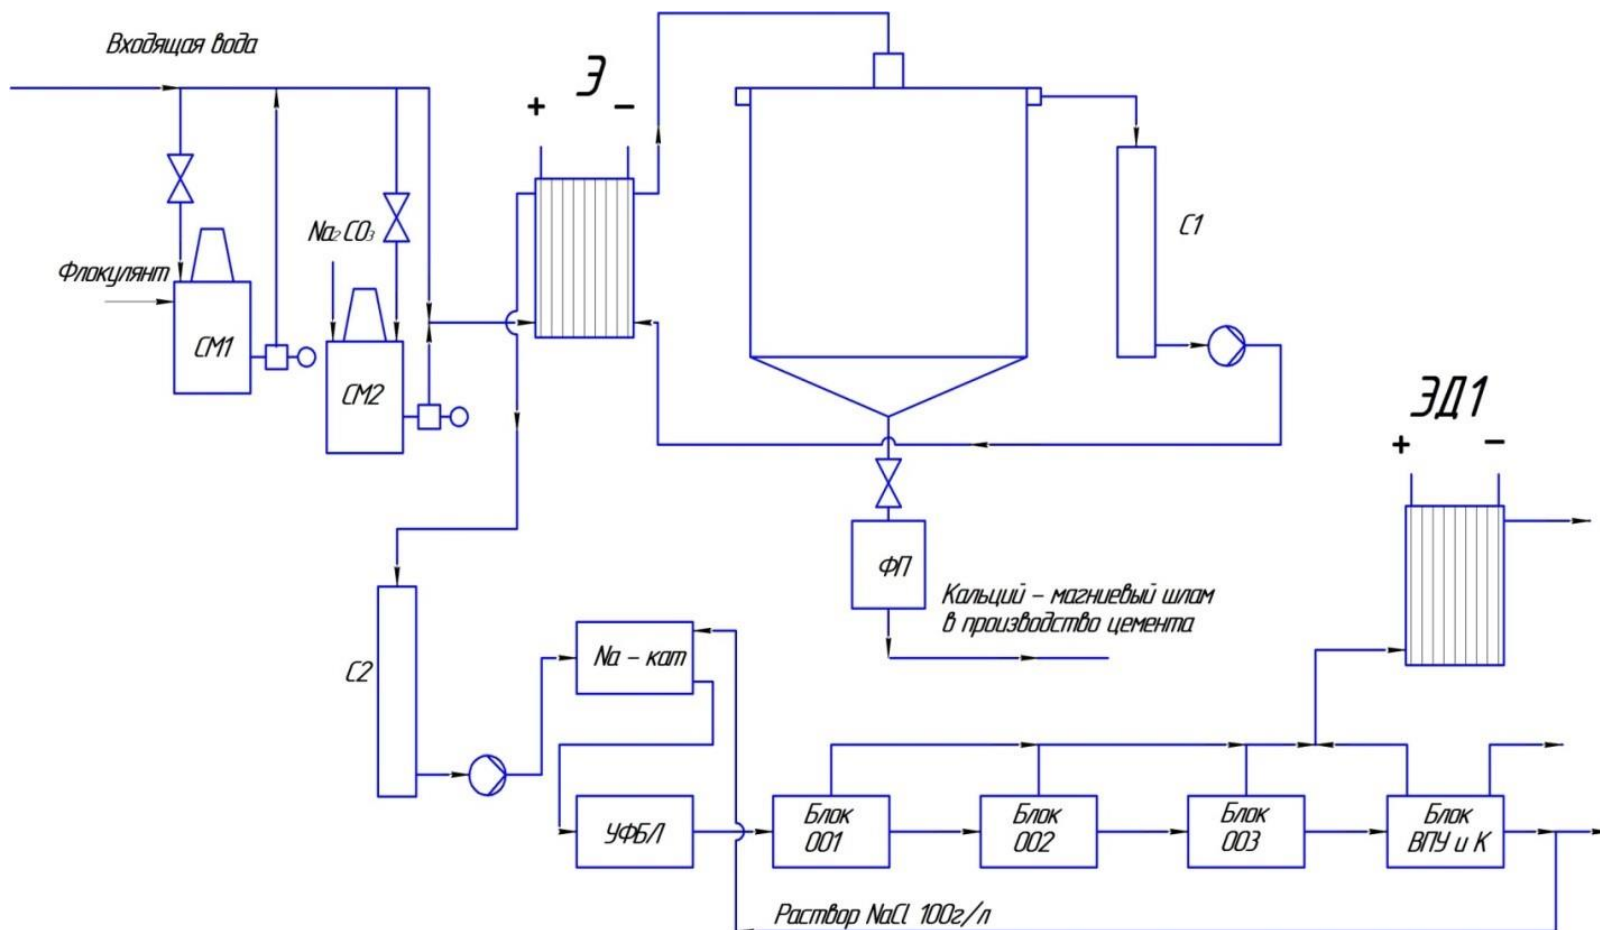 Входящая вода
Э
+ −
Na₂CO₃
С1
Флокулянт
СМ1
СМ2
ЭД1
+ −
ФП
Кальций - магниевый шлам
в производство цемента
С2
Na - кат
УФБЛ
Блок
001
Блок
002
Блок
003
Блок
ВПУ и К
Раствор NaCl 100г/л